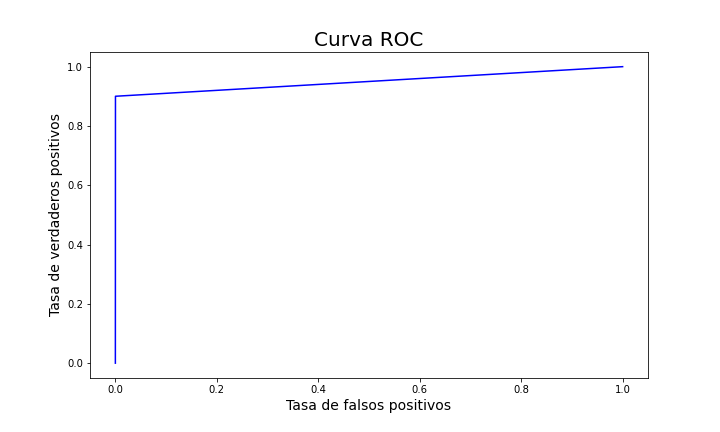 Curva ROC
1.0
0.8
0.6
0.4
0.2
0.0
Tasa de verdaderos positivos
0.0 0.2 0.4 0.6 0.8 1.0
Tasa de falsos positivos